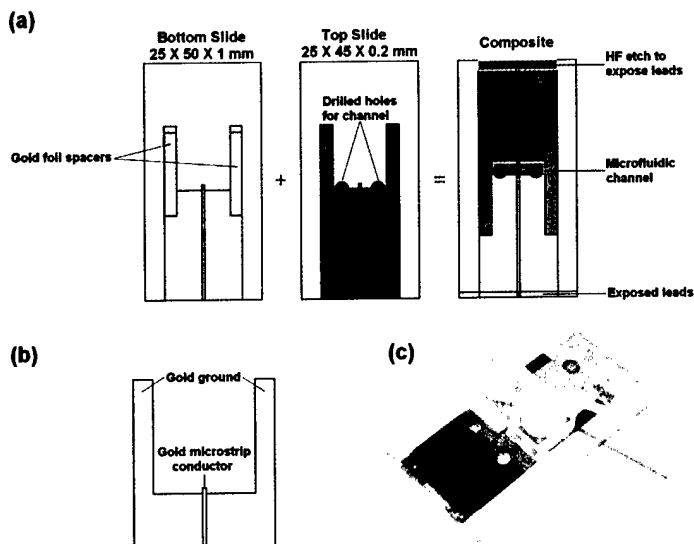 (a)
Bottom Slide
25 X 50 X 1 mm
Top Slide
25 X 45 X 0.2 mm
Composite
HF etch to
expose leads
Drilled holes
for channel
Gold foil spacers
+
=
Microfluidic
channel
Exposed leads
(b)
Gold ground
Gold microstrip
conductor
(c)